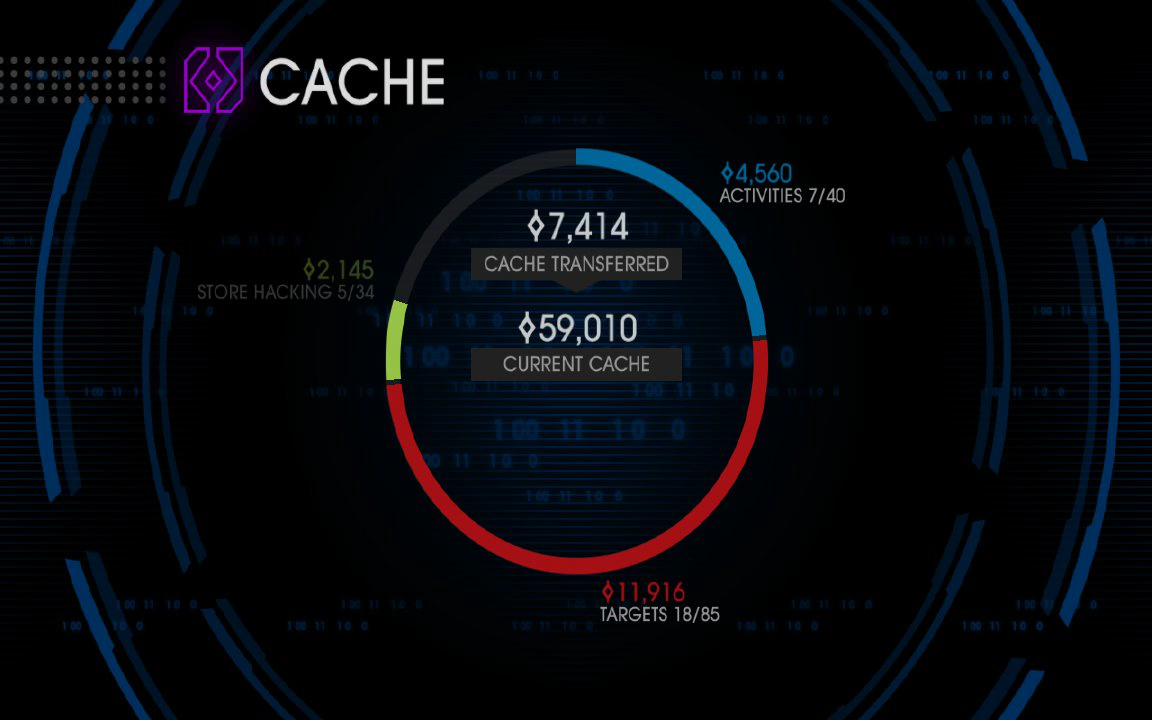 CACHE
4,560
ACTIVITIES 7/40
7,414
CACHE TRANSFERRED
2,145
STORE HACKING 5/34
59,010
CURRENT CACHE
11,916
TARGETS 18/85